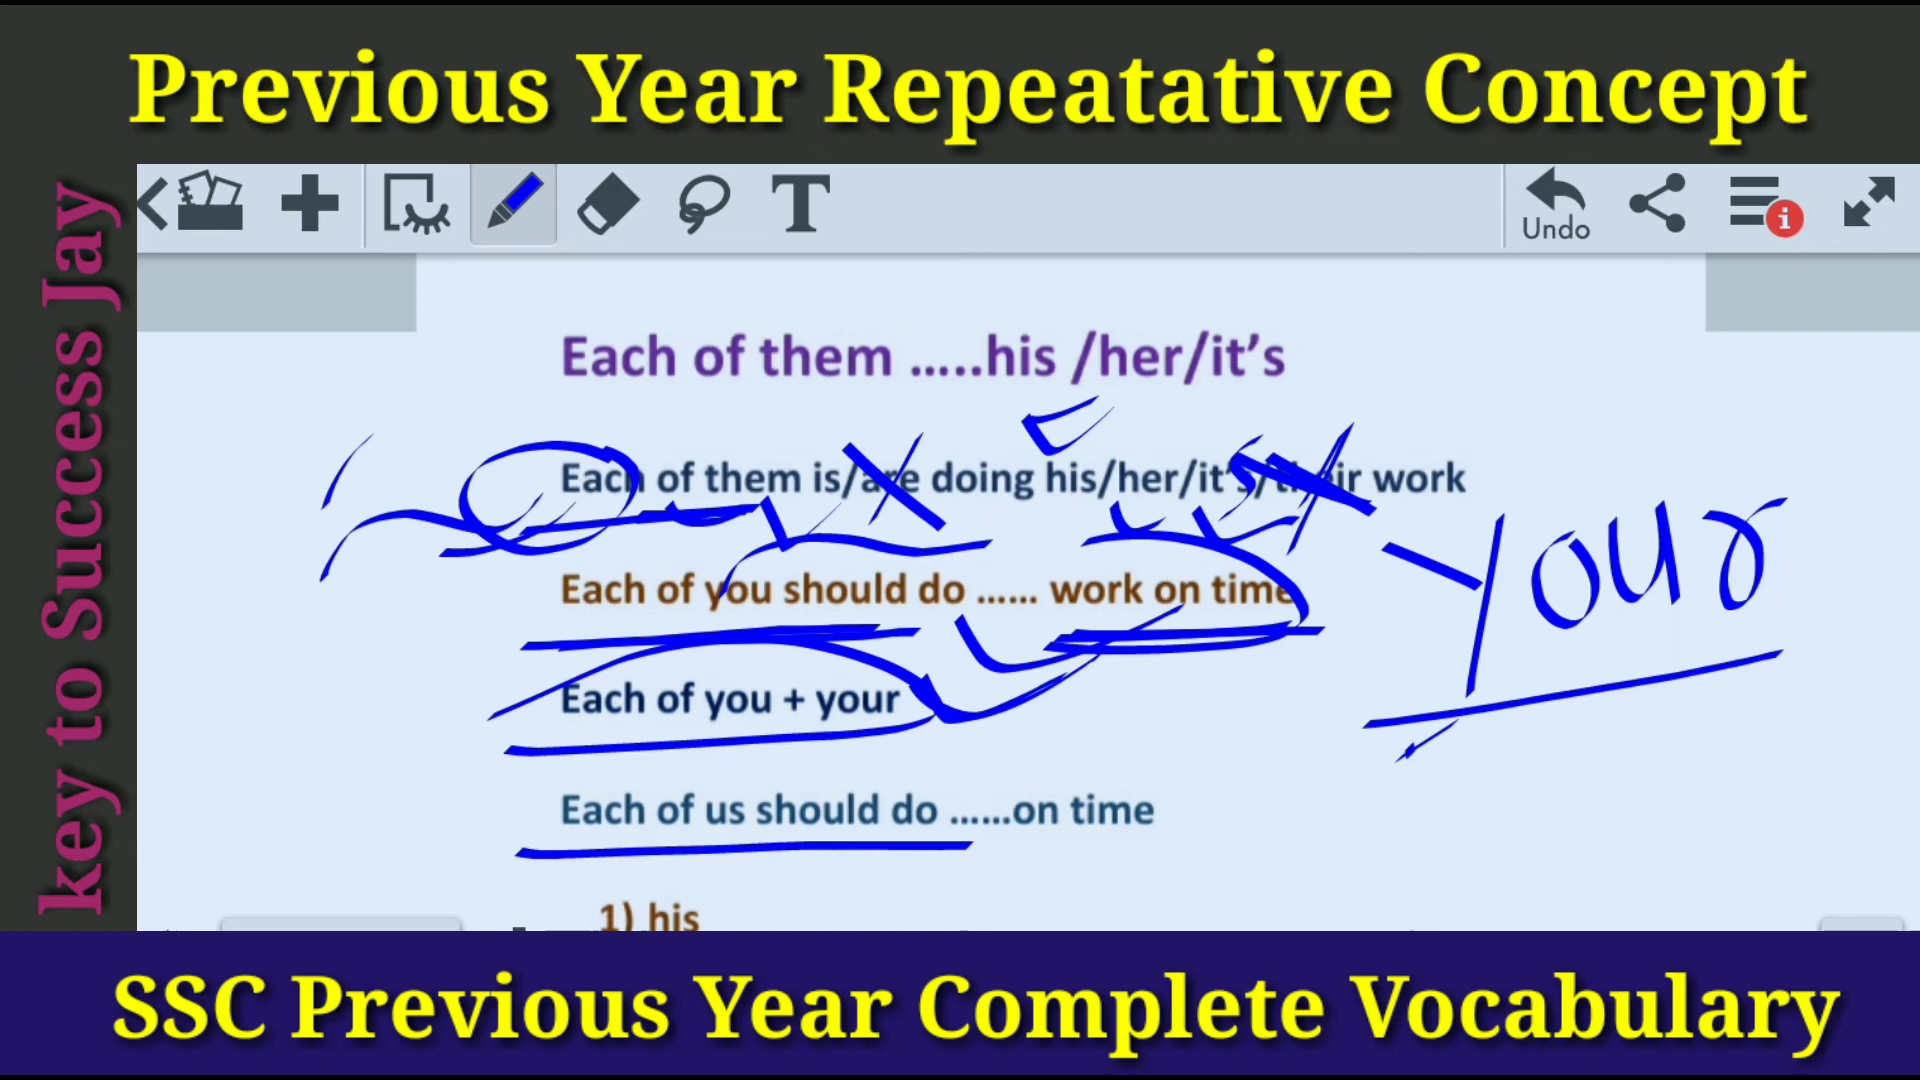 Previous Year Repeatative Concept
key to Success Jay
Undo
Each of them .....his /her/it's
Each of them is/are doing his/her/it's/their work
Each of you should do ...... work on time
your
Each of you + your
Each of us should do ......on time
1) his
SSC Previous Year Complete Vocabulary